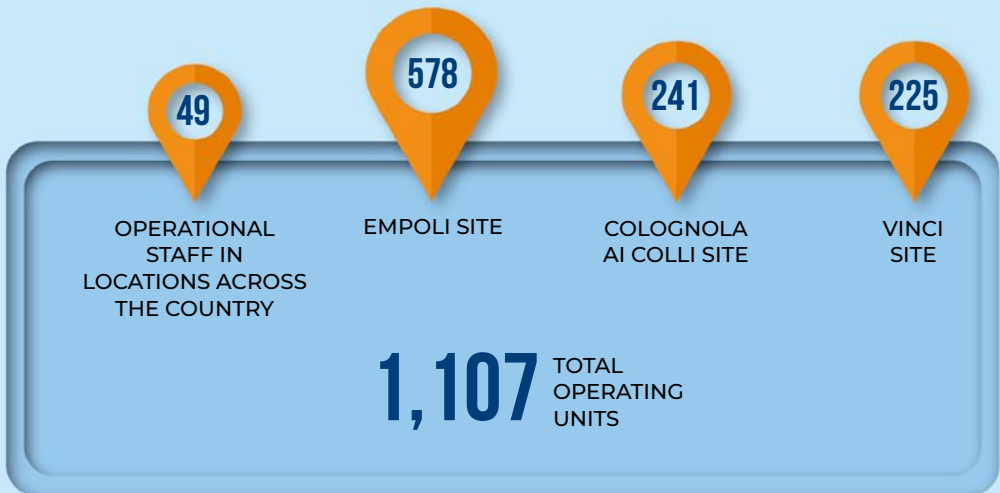 49
578
241
225
OPERATIONAL
STAFF IN
LOCATIONS ACROSS
THE COUNTRY
EMPOLI SITE
COLOGNOLA
AI COLLI SITE
VINCI
SITE
1,107
TOTAL
OPERATING
UNITS